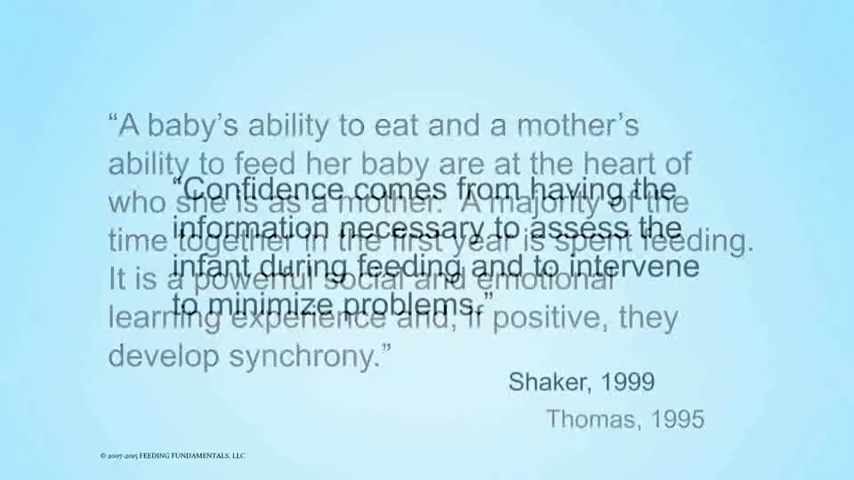 “A baby’s ability to eat and a mother’s
ability to feed her baby are at the heart of
who she is as a mother. A majority of the
time together in the first year is spent feeding.
It is a powerful social and emotional
learning experience and, if positive, they
develop synchrony.”
Thomas, 1995
“Confidence comes from having the
information necessary to assess the
infant during feeding and to intervene
to minimize problems.”
Shaker, 1999
© 2007-2015 FEEDING FUNDAMENTALS, LLC